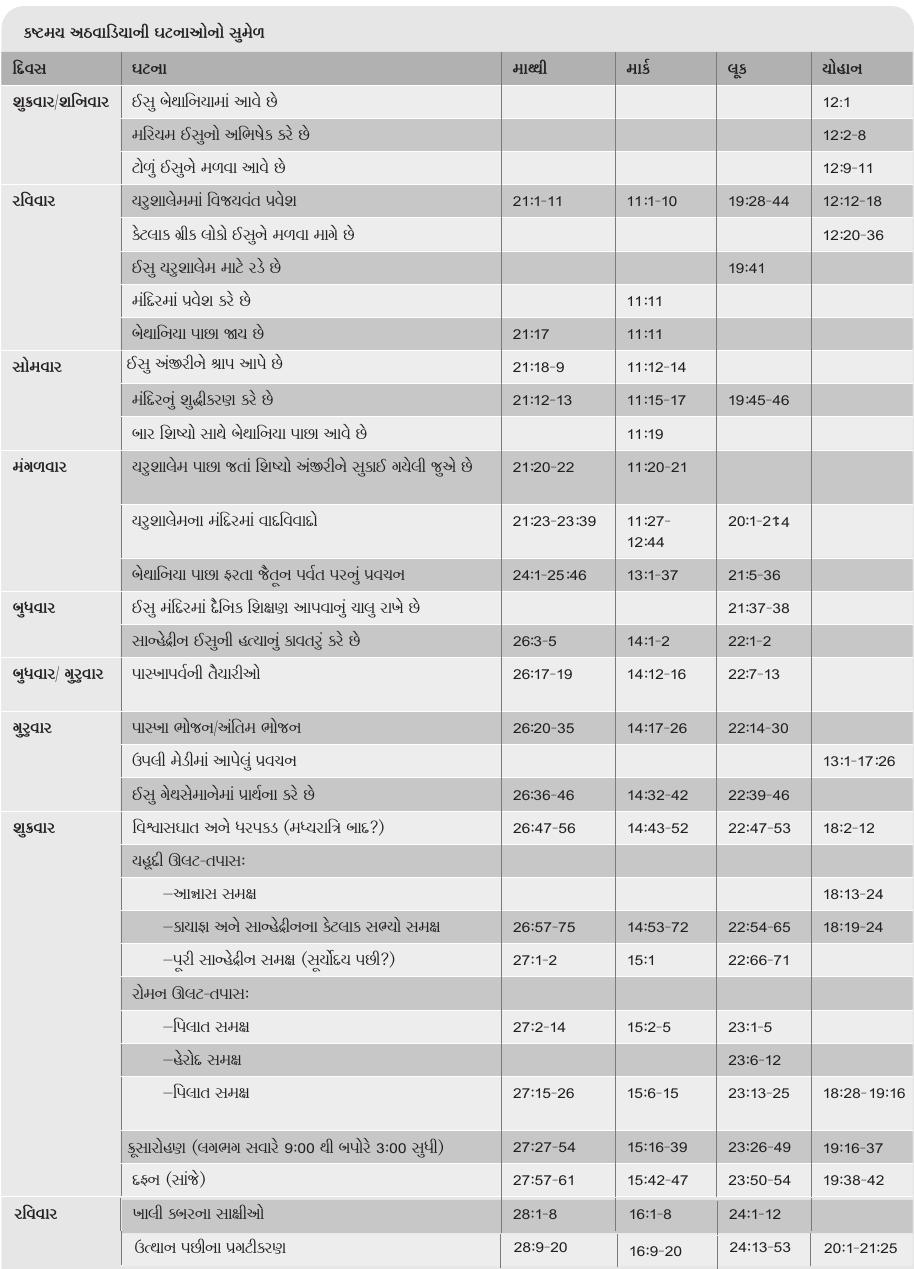 કષ્ટમય અઠવાડિયાની ઘટનાઓનો સુમેળ
દિવસ ઘટના માથ્થી માર્ક લૂક યોહાન
શુક્રવાર/શનિવાર ઈસુ બેથાનિયામાં આવે છે 12:1
મરિયમ ઈસુનો અભિષેક કરે છે 12:2-8
ટોળું ઈસુને મળવા આવે છે 12:9-11
રવિવાર યરુશાલેમમાં વિજયવંત પ્રવેશ 21:1-11 11:1-10 19:28-44 12:12-18
કેટલાક ગ્રીક લોકો ઈસુને મળવા માગે છે 12:20-36
ઈસુ યરુશાલેમ માટે રડે છે 19:41
મંદિરમાં પ્રવેશ કરે છે 11:11
બેથાનિયા પાછા જાય છે 21:17 11:11
સોમવાર ઈસુ અંજીરીને શ્રાપ આપે છે 21:18-9 11:12-14
મંદિરનું શુદ્ધીકરણ કરે છે 21:12-13 11:15-17 19:45-46
બાર શિષ્યો સાથે બેથાનિયા પાછા આવે છે 11:19
મંગળવાર યરુશાલેમ પાછા જતાં શિષ્યો અંજીરીને સુકાઈ ગયેલી જુએ છે 21:20-22 11:20-21
યરુશાલેમના મંદિરમાં વાદવિવાદો 21:23-23:39 11:27- 20:1-21:4
12:44
બેથાનિયા પાછા ફરતા જૈતૂન પર્વત પરનું પ્રવચન 24:1-25:46 13:1-37 21:5-36
બુધવાર ઈસુ મંદિરમાં દૈનિક શિક્ષણ આપવાનું ચાલુ રાખે છે 21:37-38
સાન્હેદ્રીન ઈસુની હત્યાનું કાવતરું કરે છે 26:3-5 14:1-2 22:1-2
બુધવાર/ ગુરુવાર પાસ્ખાપર્વની તૈયારીઓ 26:17-19 14:12-16 22:7-13
ગુરુવાર પાસ્ખા ભોજન/અંતિમ ભોજન 26:20-35 14:17-26 22:14-30
ઉપલી મેડીમાં આપેલું પ્રવચન 13:1-17:26
ઈસુ ગેથસેમાનેમાં પ્રાર્થના કરે છે 26:36-46 14:32-42 22:39-46
શુક્રવાર વિશ્વાસઘાત અને ધરપકડ (મધ્યરાત્રિ બાદ?) 26:47-56 14:43-52 22:47-53 18:2-12
યહૂદી ઊલટ-તપાસઃ
–આન્નાસ સમક્ષ 18:13-24
–કાયાફા અને સાન્હેદ્રીનના કેટલાક સભ્યો સમક્ષ 26:57-75 14:53-72 22:54-65 18:19-24
–પૂરી સાન્હેદ્રીન સમક્ષ (સૂર્યોદય પછી?) 27:1-2 15:1 22:66-71
રોમન ઊલટ-તપાસઃ
–પિલાત સમક્ષ 27:2-14 15:2-5 23:1-5
–હેરોદ સમક્ષ 23:6-12
–પિલાત સમક્ષ 27:15-26 15:6-15 23:13-25 18:28-19:16
ક્રૂસારોહણ (લગભગ સવારે 9:00 થી બપોરે 3:00 સુધી) 27:27-54 15:16-39 23:26-49 19:16-37
દફન (સાંજે) 27:57-61 15:42-47 23:50-54 19:38-42
રવિવાર ખાલી કબરના સાક્ષીઓ 28:1-8 16:1-8 24:1-12
ઉત્થાન પછીના પ્રગટીકરણ 28:9-20 16:9-20 24:13-53 20:1-21:25